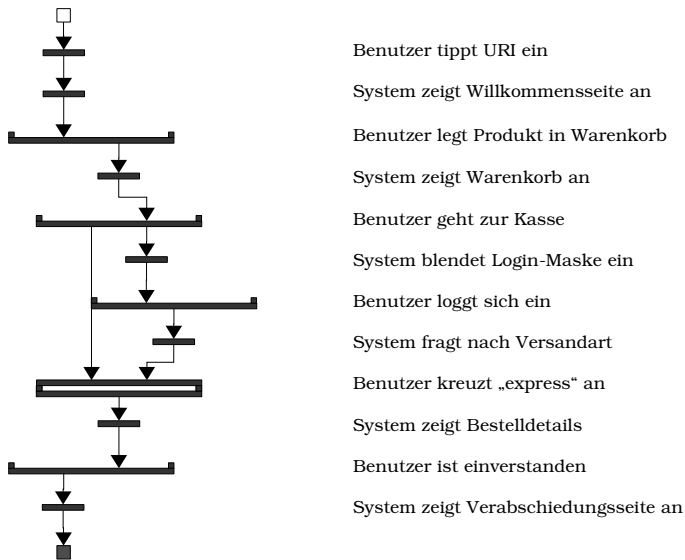 Benutzer tippt URI ein
System zeigt Willkommensseite an
Benutzer legt Produkt in Warenkorb
System zeigt Warenkorb an
Benutzer geht zur Kasse
System blendet Login-Maske ein
Benutzer loggt sich ein
System fragt nach Versandart
Benutzer kreuzt „express“ an
System zeigt Bestelldetails
Benutzer ist einverstanden
System zeigt Verabschiedungsseite an